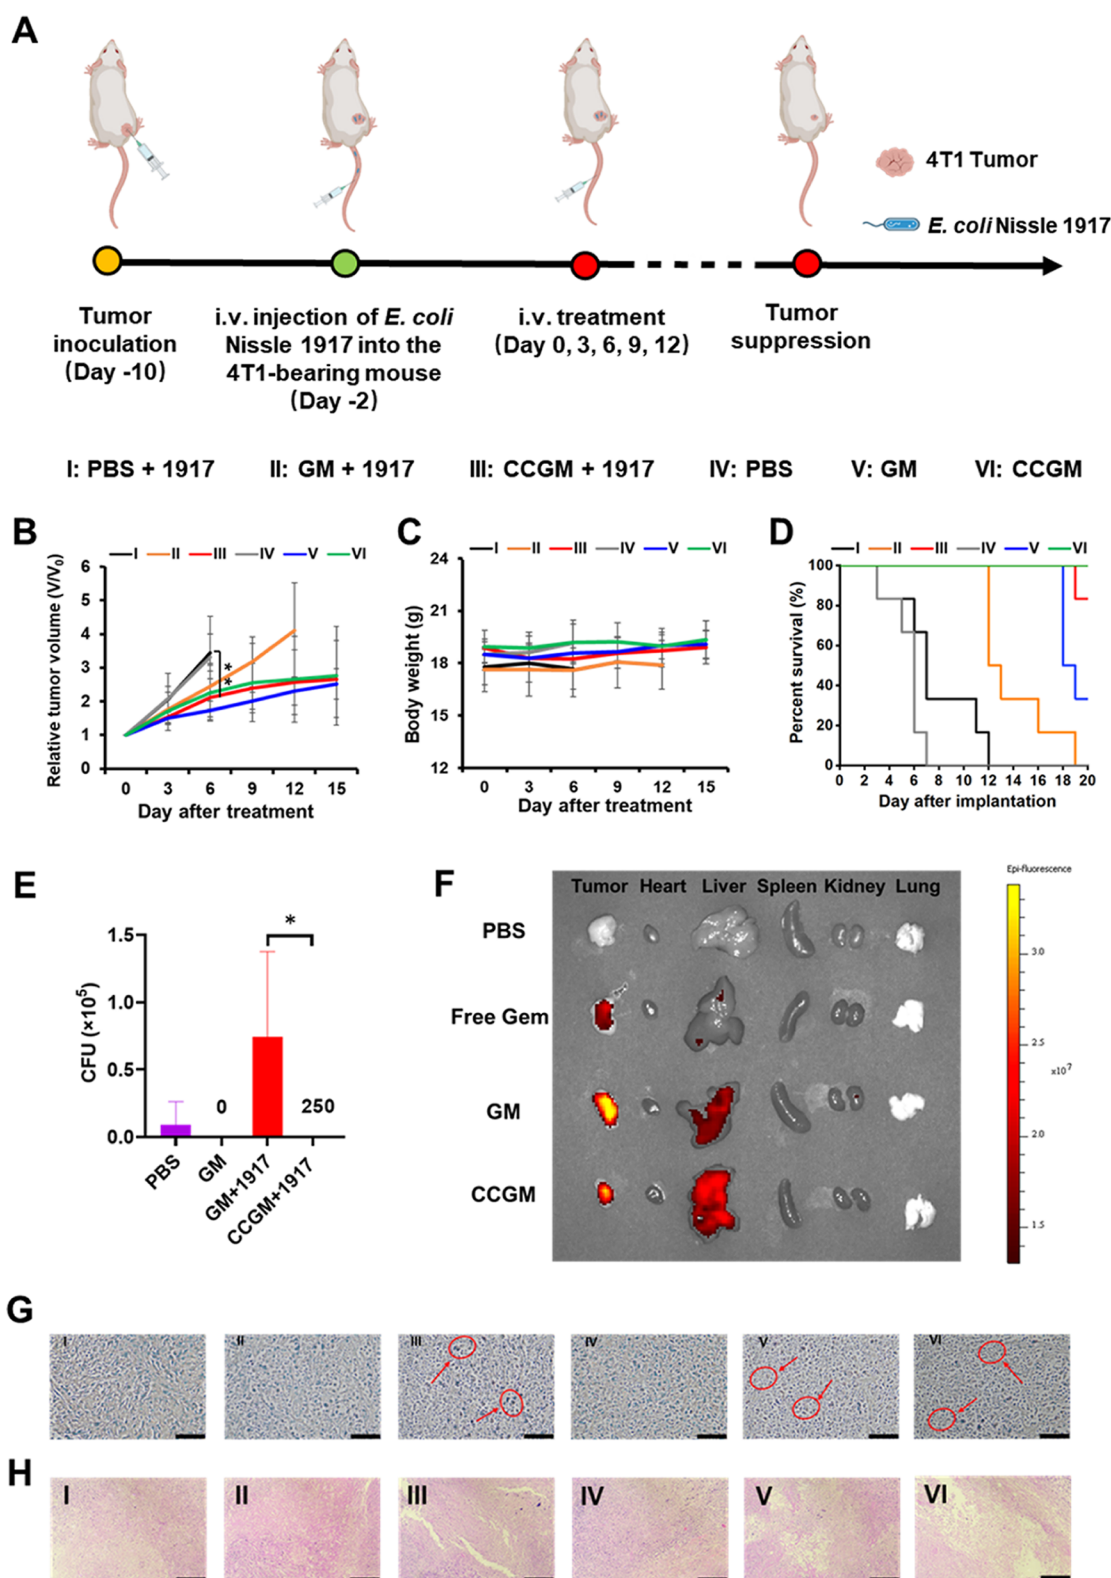 A
4T1 Tumor
E. coli Nissle 1917
Tumor
inoculation
(Day -10)
i.v. injection of E. coli
Nissle 1917 into the
4T1-bearing mouse
(Day -2)
i.v. treatment
(Day 0, 3, 6, 9, 12)
Tumor
suppression
I: PBS + 1917 II: GM + 1917 III: CCGM + 1917 IV: PBS V: GM VI: CCGM
B
I II III IV V VI
Relative tumor volume (V/V₀)
6
5
4
3
2
1
0
**
0 3 6 9 12 15
Day after treatment
C
I II III IV V VI
Body weight (g)
24
21
18
15
12
0 3 6 9 12 15
Day after treatment
D
I II III IV V VI
Percent survival (%)
100
80
60
40
20
0
0 2 4 6 8 10 12 14 16 18 20
Day after implantation
E
CFU (×10⁵)
1.5
1.0
0.5
0.0
*
0
250
PBS
GM
GM+1917
CCGM+1917
F
Tumor Heart Liver Spleen Kidney Lung
PBS
Free Gem
GM
CCGM
Epi-fluorescence
3.0
2.5
x10⁷
2.0
1.5
G
I II III IV V VI
H
I II III IV V VI